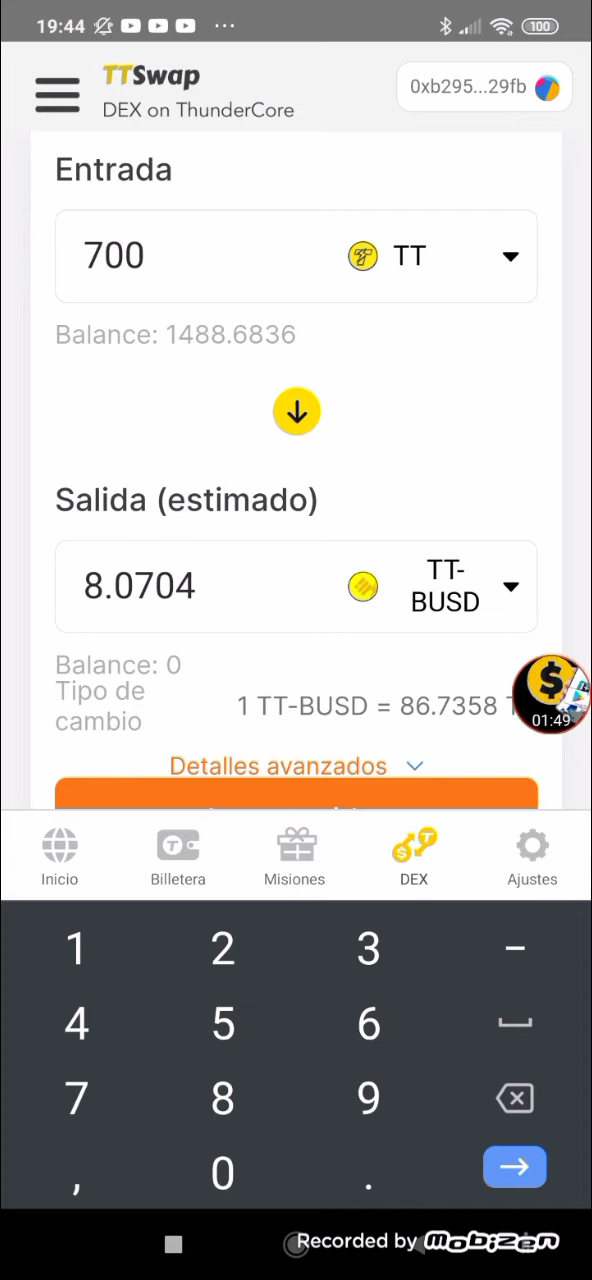 19:44 ... 100
TTSwap
DEX on ThunderCore
0xb295...29fb
Entrada
700 TT
Balance: 1488.6836
Salida (estimado)
8.0704 TT-
BUSD
Balance: 0
Tipo de
cambio
1 TT-BUSD = 86.7358
01:49
Detalles avanzados
Inicio Billetera Misiones DEX Ajustes
1 2 3 -
4 5 6
7 8 9
, 0 .
Recorded by Mobizen